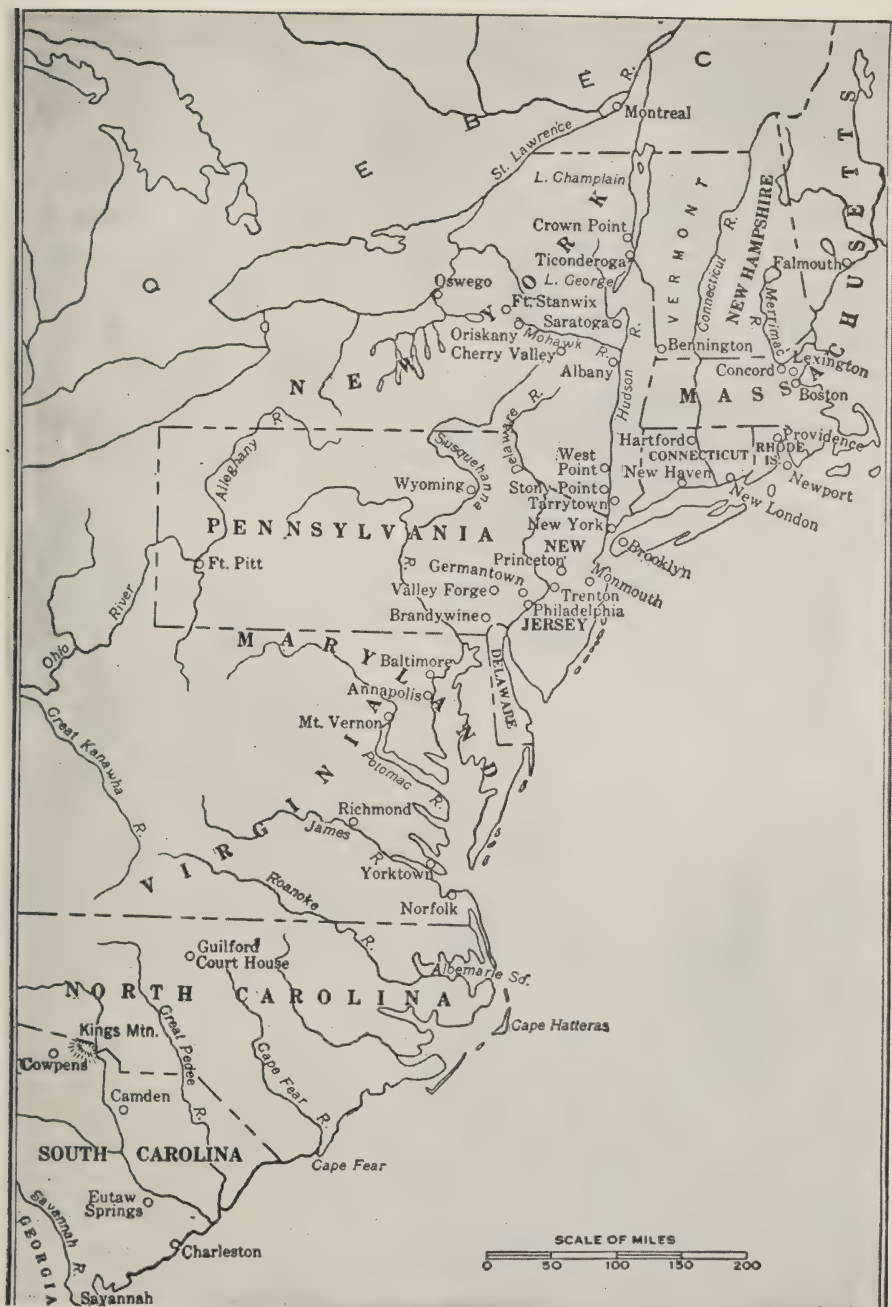 QUEBEC
St. Lawrence R.
Montreal
L. Champlain
Crown Point
Ticonderoga
L. George
VERMONT
Connecticut R.
NEW HAMPSHIRE
Merrimac R.
Falmouth
MASSACHUSETTS
Oswego
Ft. Stanwix
NEW YORK
Saratoga
Oriskany
Mohawk R.
Cherry Valley
Albany
Hudson R.
Bennington
Concord
Lexington
Boston
Hartford
CONNECTICUT
Providence
RHODE
IS.
New Haven
Newport
New London
Alleghany R.
Susquehanna R.
Delaware R.
West
Point
Wyoming
Stony Point
Tarrytown
New York
PENNSYLVANIA
Brooklyn
NEW
JERSEY
Princeton
Ft. Pitt
Germantown
Monmouth
Valley Forge
Trenton
Philadelphia
Brandywine
Ohio River
MARYLAND
Baltimore
Annapolis
DELAWARE
Mt. Vernon
Potomac R.
Great Kanawha R.
VIRGINIA
Richmond
James R.
Yorktown
Roanoke R.
Norfolk
Guilford
Court House
Albemarle Sd.
NORTH CAROLINA
Cape Hatteras
Kings Mtn.
Great Pedee R.
Cape Fear R.
Cowpens
Camden
SOUTH CAROLINA
Cape Fear
Eutaw
Springs
Savannah R.
GEORGIA
Charleston
Savannah
SCALE OF MILES
0 50 100 150 200